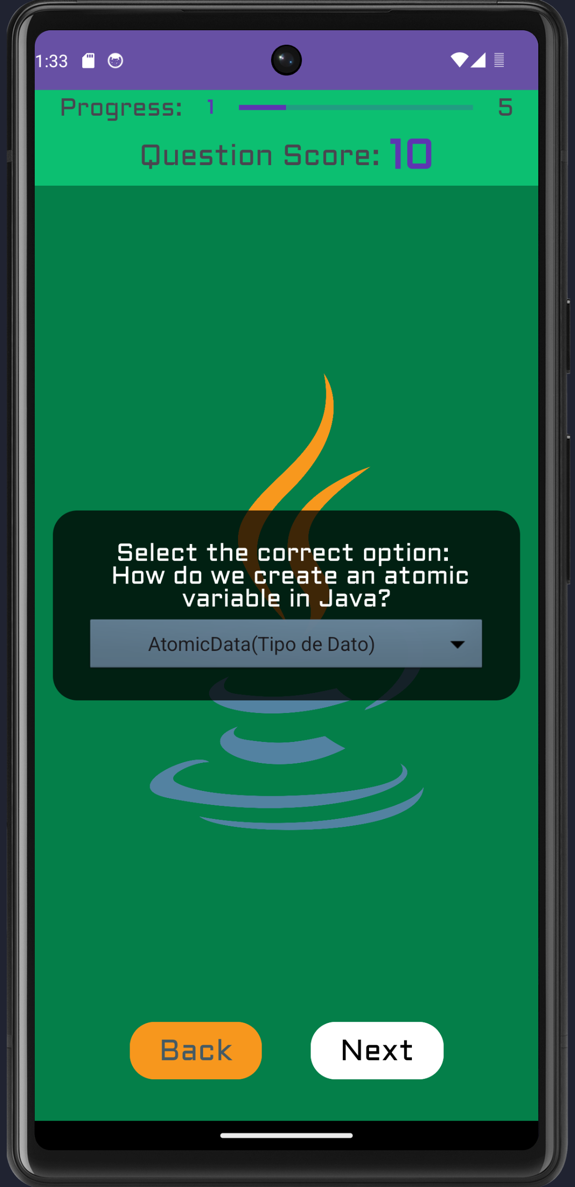 1:33
Progress: 1 5
Question Score: 10
Select the correct option:
How do we create an atomic
variable in Java?
AtomicData(Tipo de Dato)
Back Next